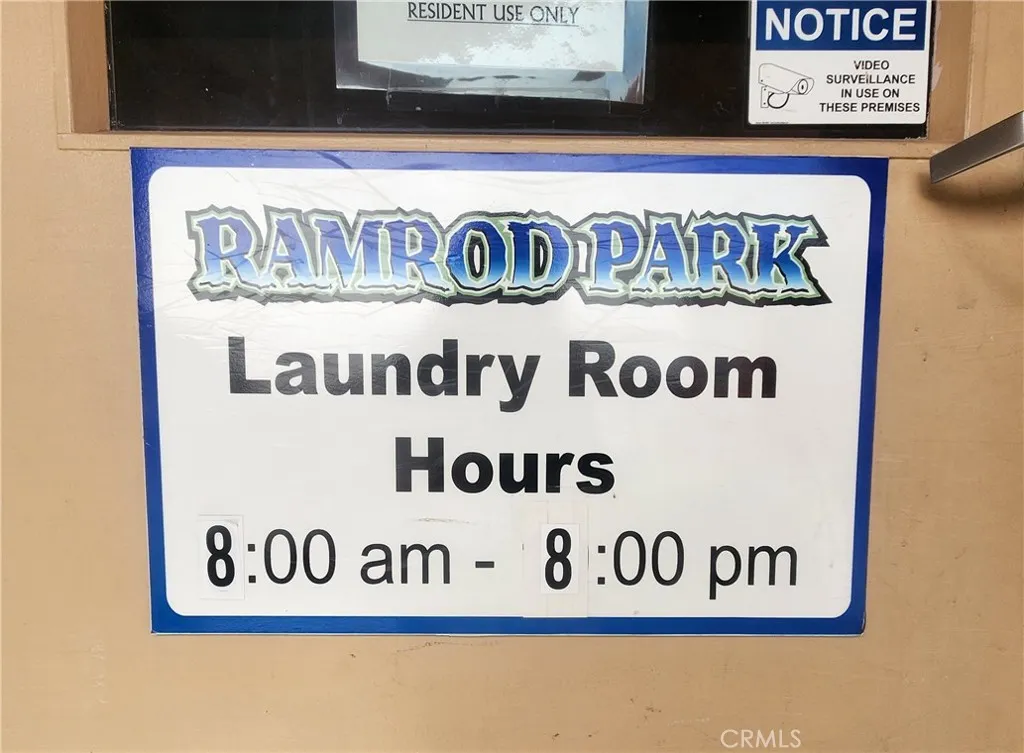 RESIDENT USE ONLY
NOTICE
VIDEO
SURVEILLANCE
IN USE ON
THESE PREMISES
RAMROD PARK
Laundry Room
Hours
8:00 am - 8:00 pm
CRMLS